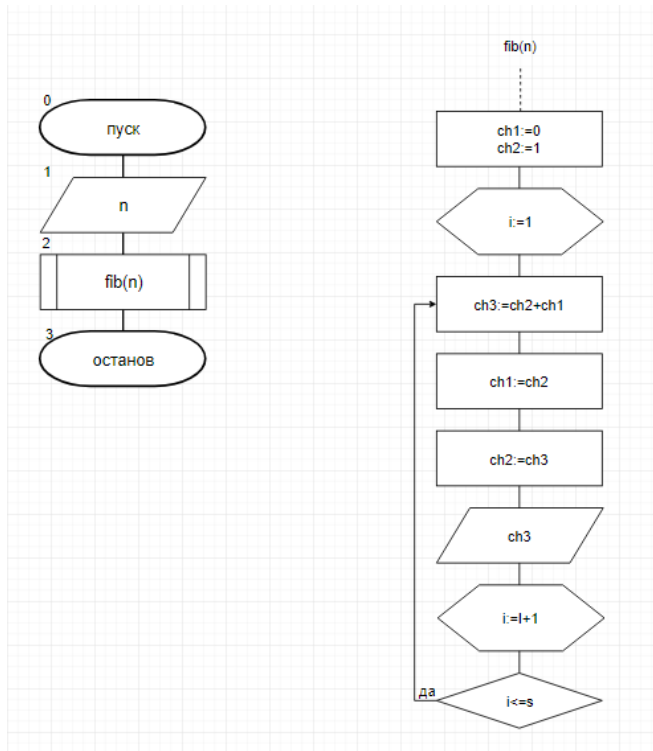 0
пуск
1
n
2
fib(n)
3
останов
fib(n)
ch1:=0
ch2:=1
i:=1
ch3:=ch2+ch1
ch1:=ch2
ch2:=ch3
ch3
i:=I+1
да
i<=s